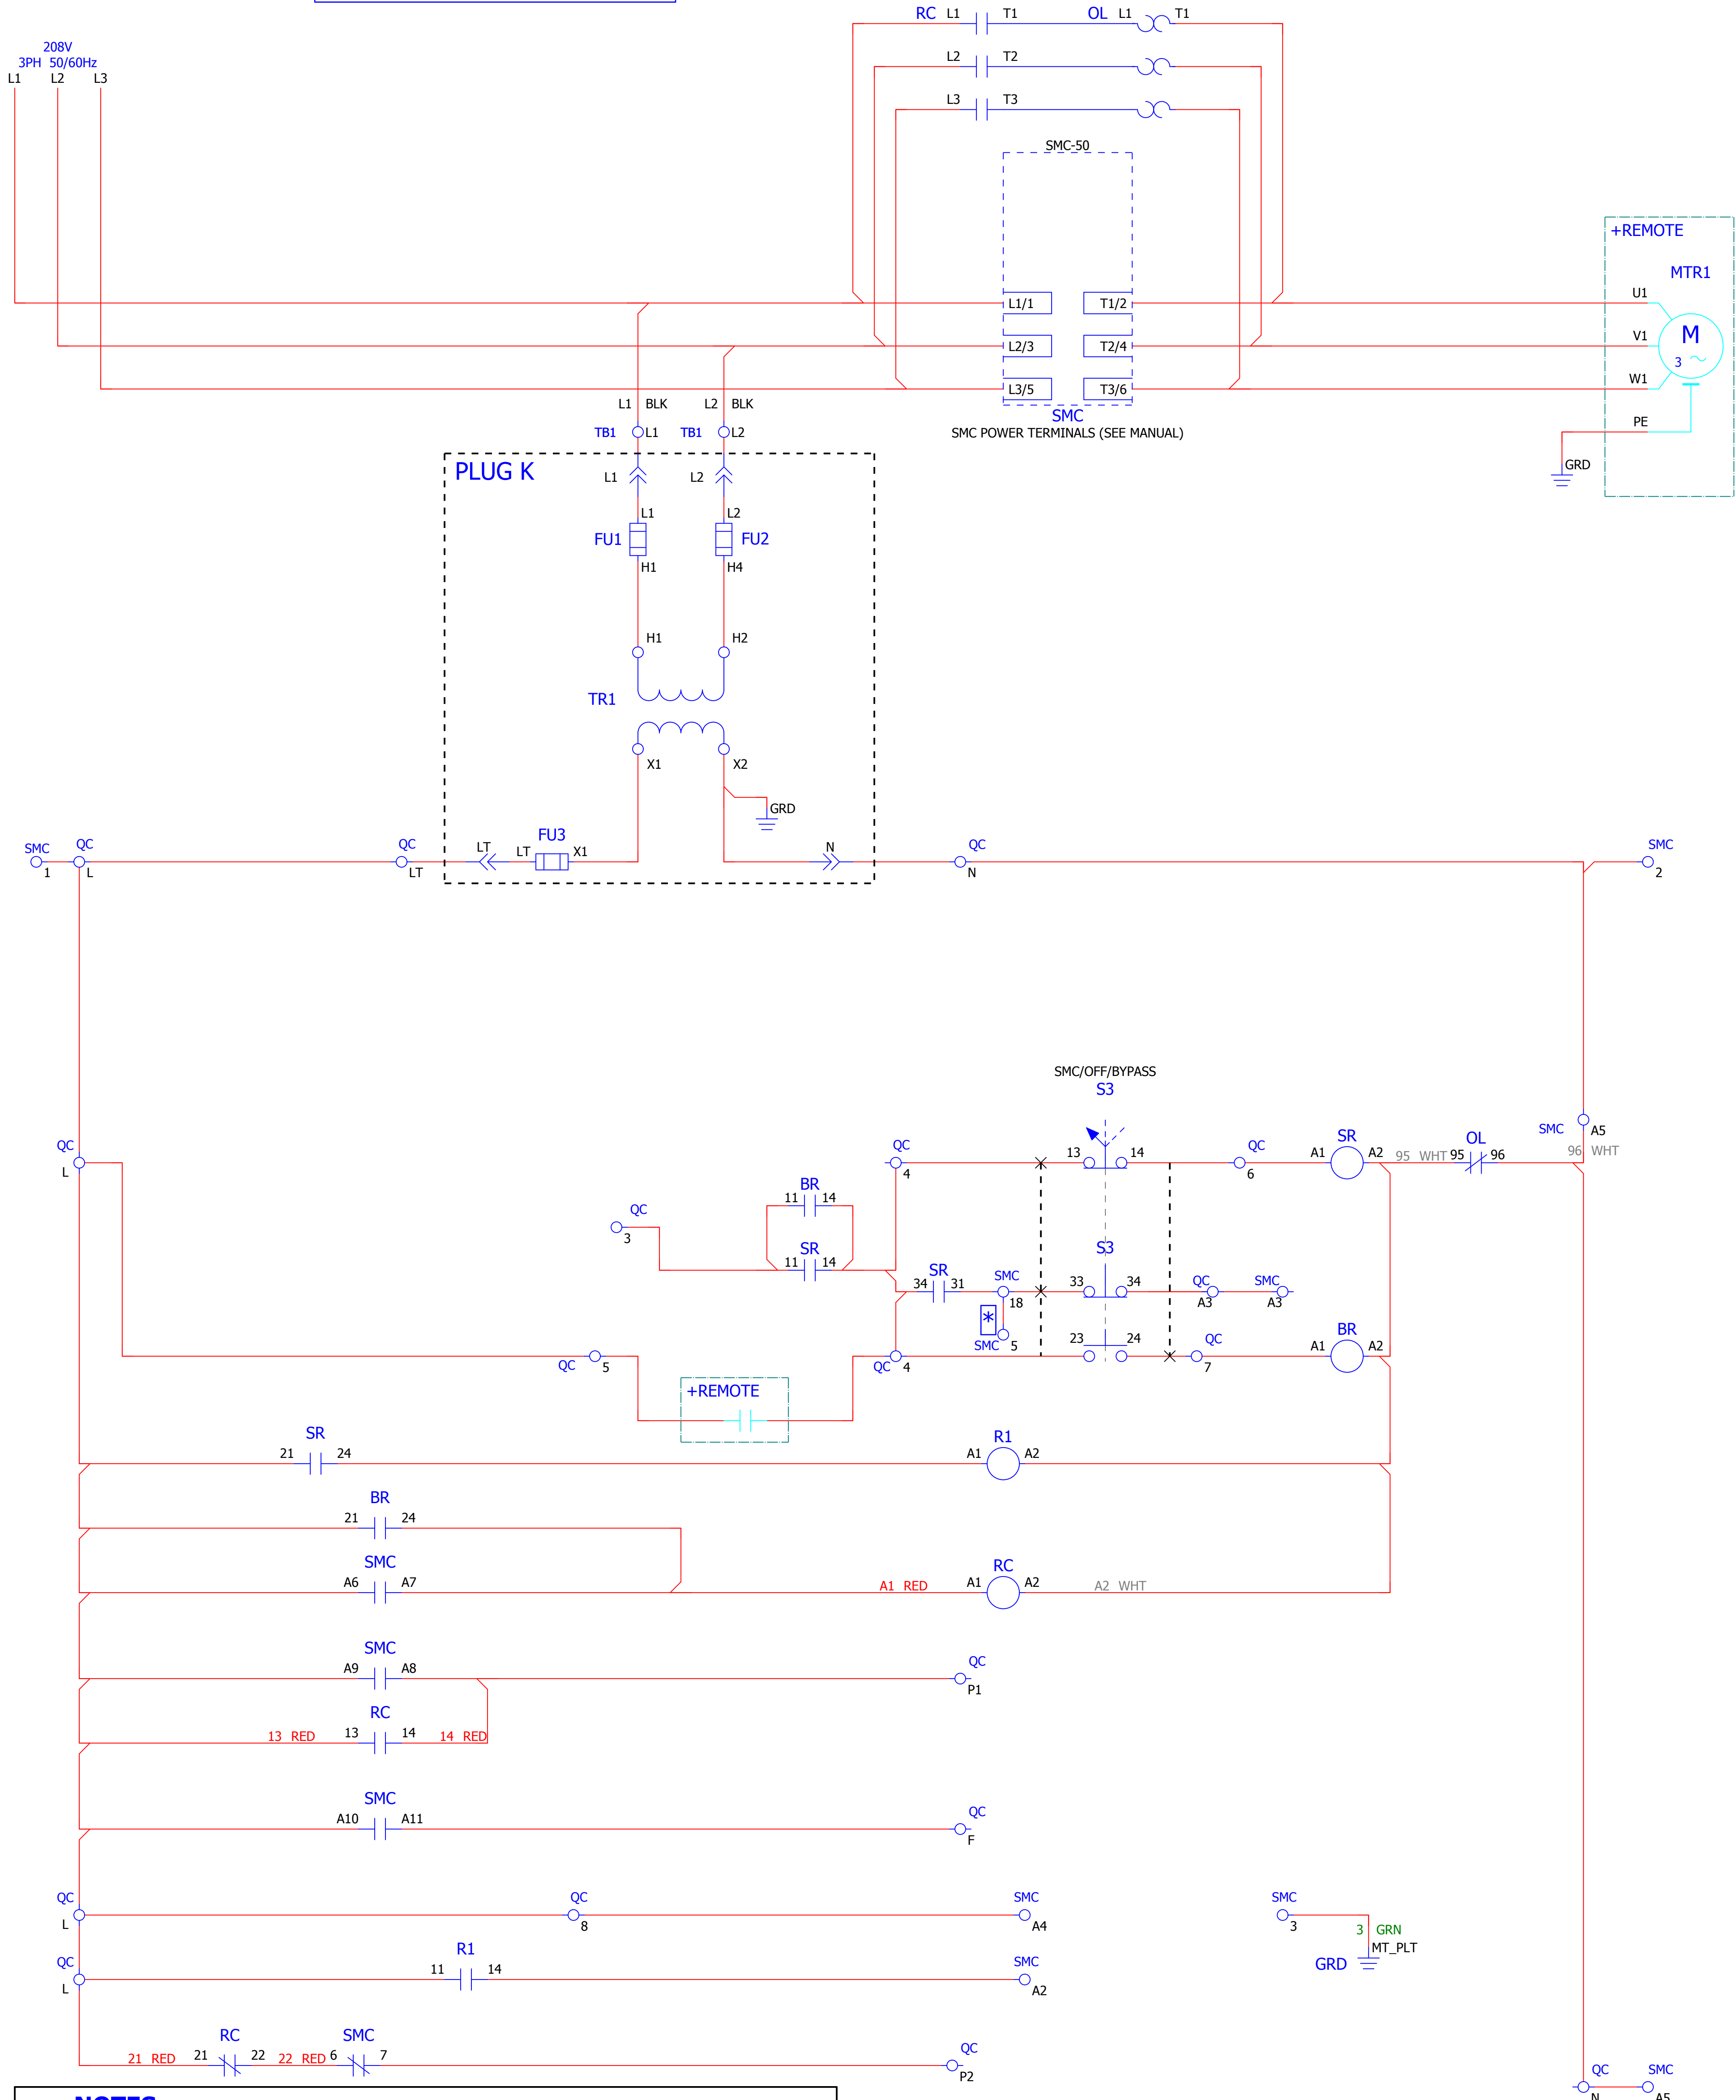 RC L1 T1 OL L1 T1
208V
3PH 50/60Hz
L1 L2 L3
L2 T2
L3 T3
SMC-50
+REMOTE
MTR1
L1/1 T1/2 U1
L2/3 T2/4 V1
M
3
L3/5 T3/6 W1
L1 BLK L2 BLK
SMC
PE
TB1 L1 TB1 L2
SMC POWER TERMINALS (SEE MANUAL)
PLUG K
GRD
L1 L2
L1 L2
FU1 FU2
H1 H4
H1 H2
TR1
X1 X2
GRD
FU3
SMC QC QC LT LT X1 N QC SMC
1 L LT N 2
SMC/OFF/BYPASS
S3
SMC A5
QC QC 13 14 QC SR OL
A1 A2 95 WHT 95 96 96 WHT
L 4 6
BR
11 14
QC
3
SR S3
11 14
SR
34 31 SMC 33 34 QC SMC
18 A3 A3
*
SMC 5 23 24 QC BR
A1 A2
QC 5 QC 4 7
+REMOTE
SR R1
21 24 A1 A2
BR
21 24
SMC RC
A6 A7 A1 RED A1 A2 A2 WHT
SMC
A9 A8 QC
P1
RC
13 RED 13 14 14 RED
SMC
A10 A11 QC
F
QC QC SMC SMC
L 8 A4 3
3 GRN
R1 MT_PLT
QC 11 14 SMC GRD
L A2
RC SMC
21 RED 21 22 22 RED 6 7 QC
P2
QC SMC
NOTES
N A5